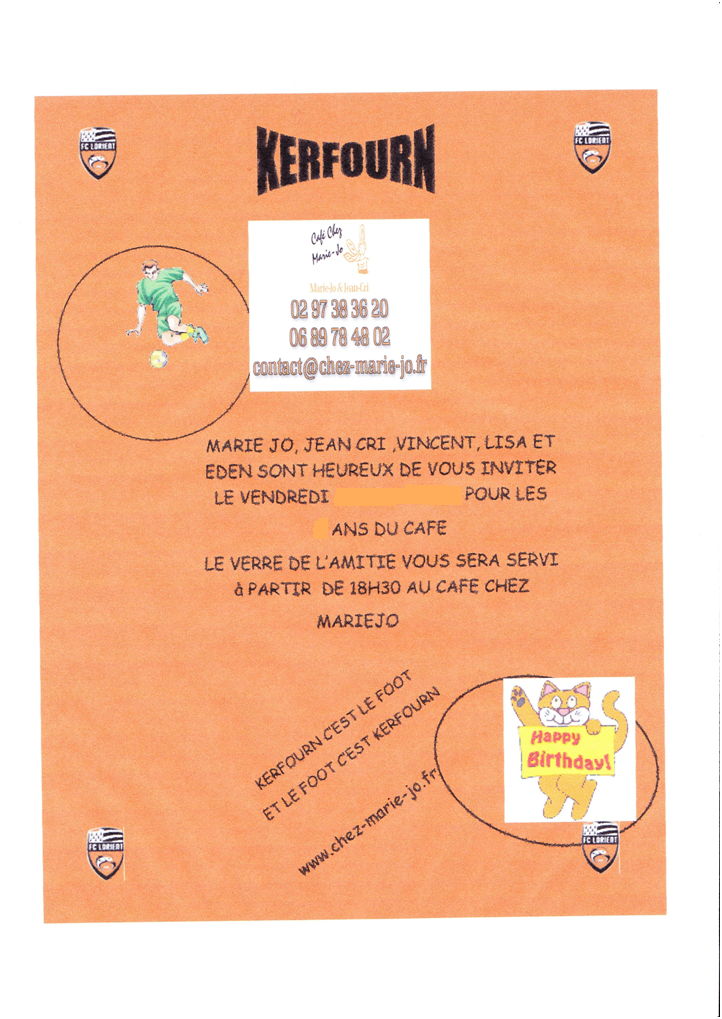 KERFOURN
FC LORIENT
FC LORIENT
Café Chez
Marie-Jo
Marie-Jo & Jean-Cri
02 97 38 36 20
06 89 78 48 02
contact@chez-marie-jo.fr
MARIE JO, JEAN CRI ,VINCENT, LISA ET
EDEN SONT HEUREUX DE VOUS INVITER
LE VENDREDI POUR LES
ANS DU CAFE
LE VERRE DE L'AMITIE VOUS SERA SERVI
à PARTIR DE 18H30 AU CAFE CHEZ
MARIEJO
KERFOURN C'EST LE FOOT
ET LE FOOT C'EST KERFOURN
www.chez-marie-jo.fr
Happy
Birthday!
FC LORIENT
FC LORIENT